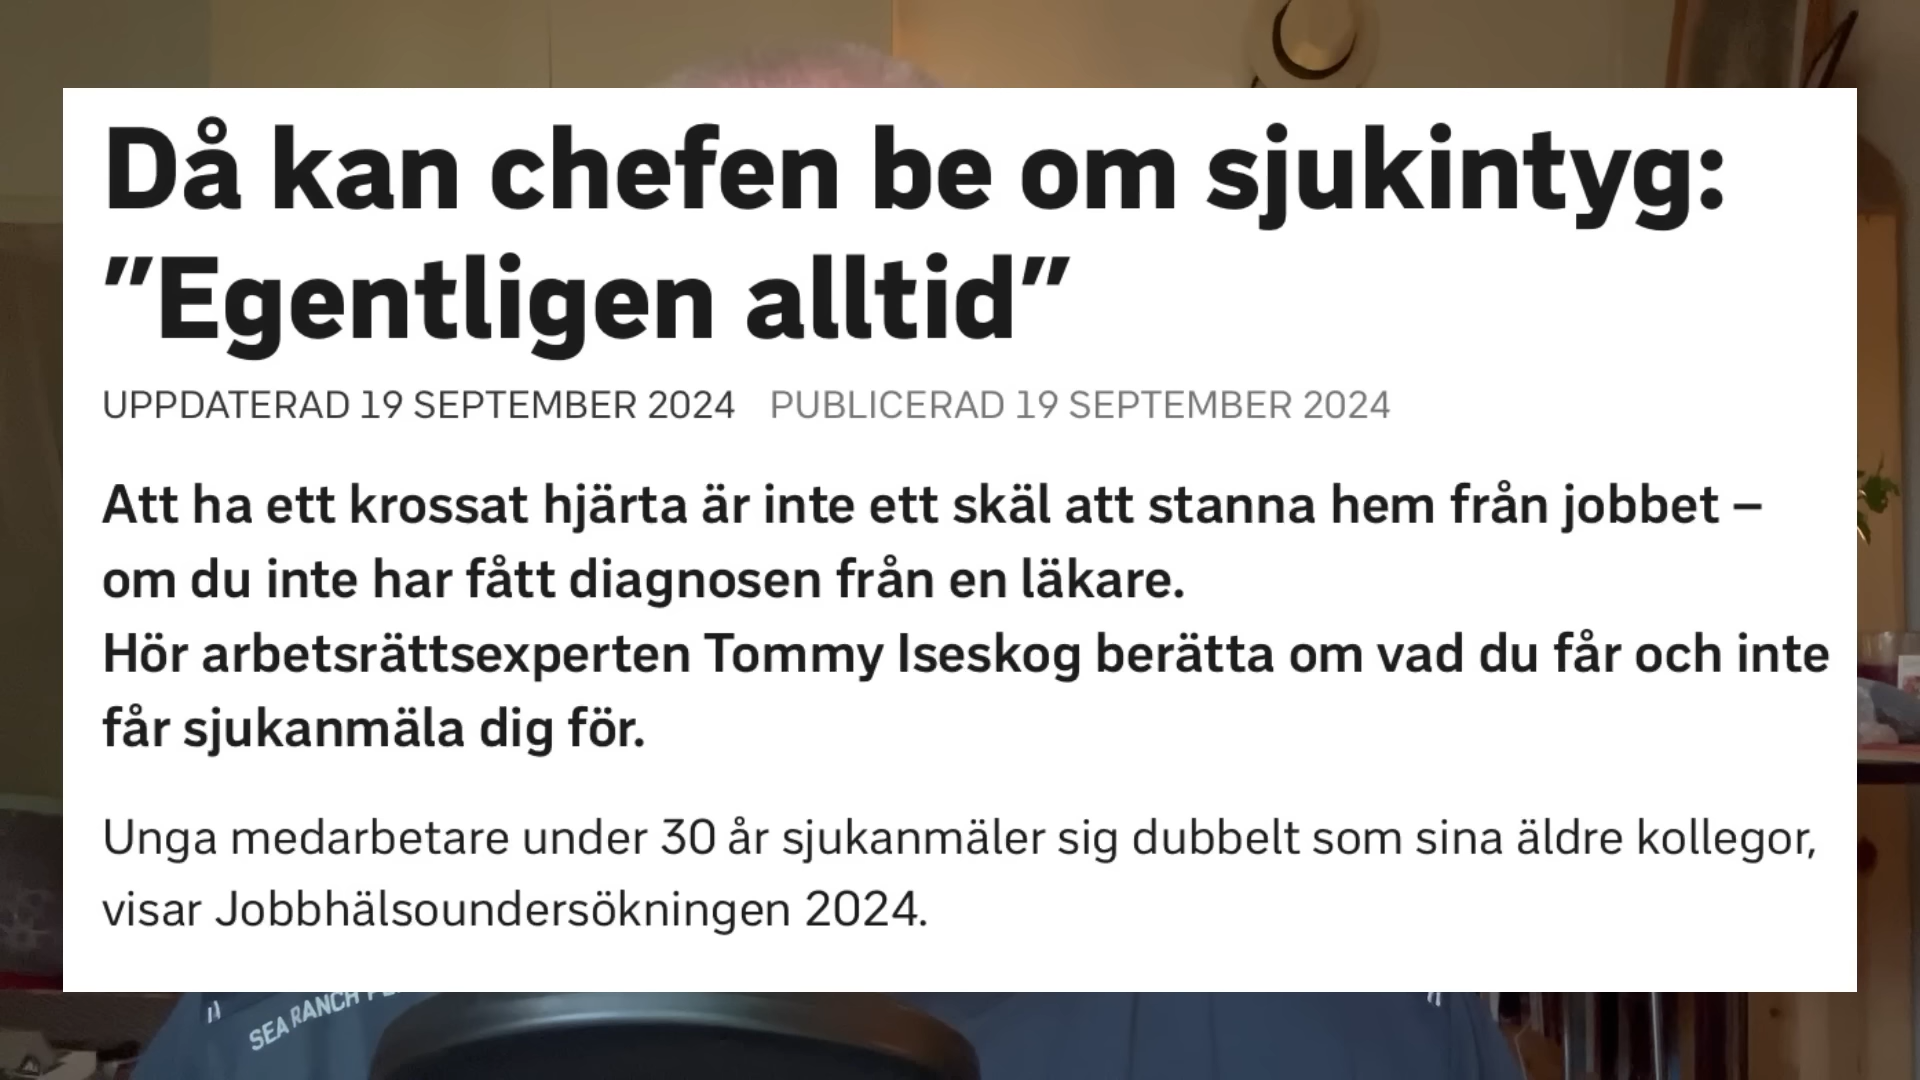 Då kan chefen be om sjukintyg:
”Egentligen alltid”
UPPDATERAD 19 SEPTEMBER 2024 PUBLICERAD 19 SEPTEMBER 2024
Att ha ett krossat hjärta är inte ett skäl att stanna hem från jobbet –
om du inte har fått diagnosen från en läkare.
Hör arbetsrättsexperten Tommy Iseskog berätta om vad du får och inte
får sjukanmäla dig för.
Unga medarbetare under 30 år sjukanmäler sig dubbelt som sina äldre kollegor,
visar Jobbhälsoundersökningen 2024.
SEA RANCH